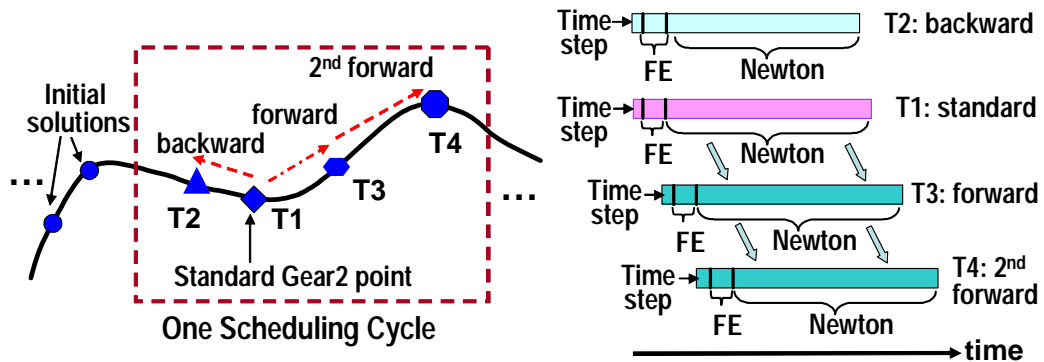 Initial
solutions
...
backward
forward
2nd forward
T2
T1
T3
T4
...
Standard Gear2 point
One Scheduling Cycle
Time
step
FE
Newton
T2: backward
Time
step
FE
Newton
T1: standard
Time
step
FE
Newton
T3: forward
Time
step
FE
Newton
T4: 2nd
forward
time